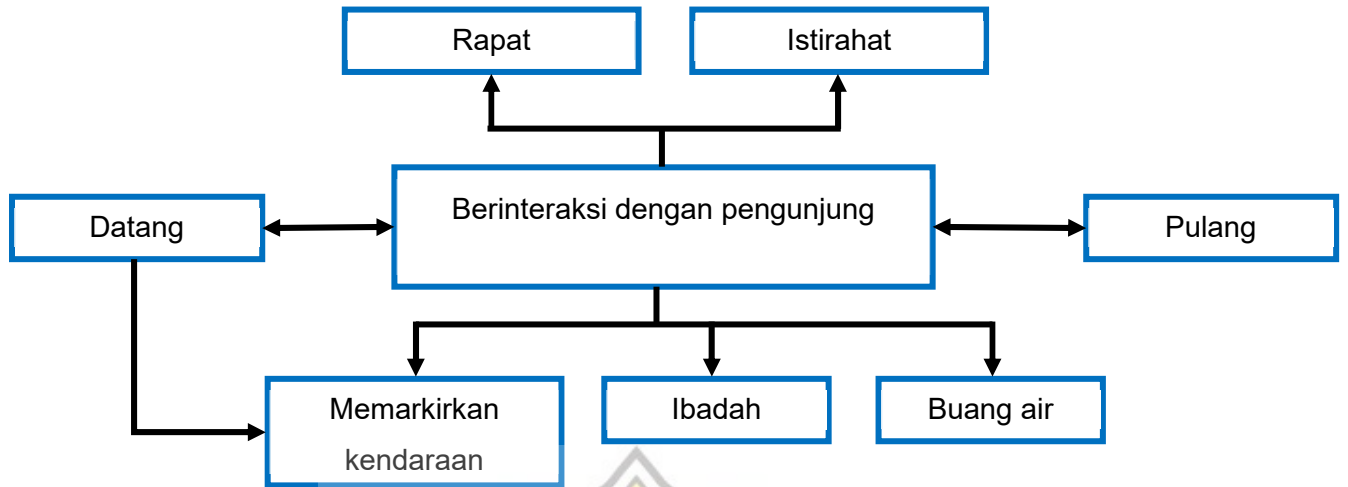 Rapat
Istirahat
Berinteraksi dengan pengunjung
Datang
Pulang
Memarkirkan
kendaraan
Ibadah
Buang air